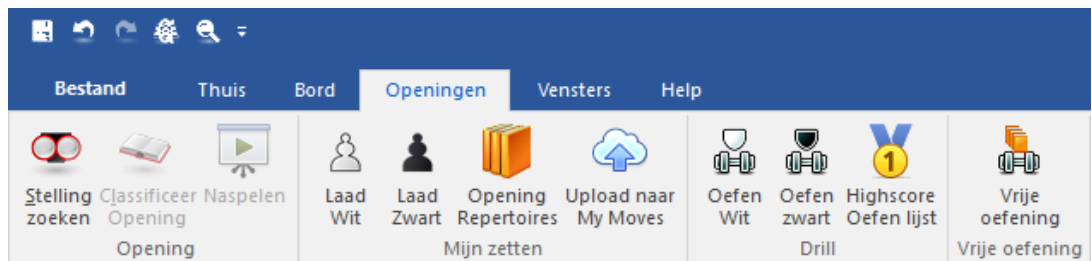 Bestand Thuis Bord Openingen Vensters Help
Stelling zoeken
Classificeer Opening
Naspelen
Opening
Laad Wit
Laad Zwart
Opening Repertoires
Upload naar My Moves
Mijn zetten
Oefen Wit
Oefen zwart
1
Highscore Oefen lijst
Drill
Vrije oefening
Vrije oefening